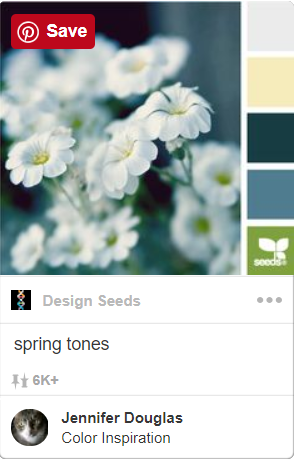 Save
seeds®
Design Seeds
spring tones
6K+
Jennifer Douglas
Color Inspiration